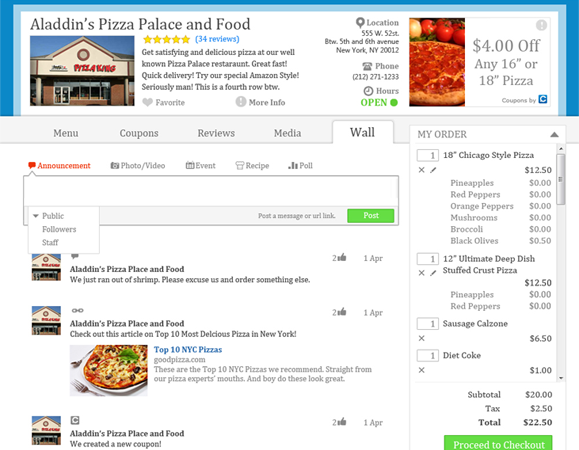 Aladdin's Pizza Palace and Food
(34 reviews)
Get satisfying and delicious pizza at our well
known Pizza Palace restaraunt. Great fast!
Quick delivery! Try our special Amazon Style!
Seriously man! This is a fourth row btw.
Favorite
More Info
PIZZA KING
Location
555 W. 52st.
Btw. 5th and 6th avenue
New York, NY 20012
Phone
(212) 271-1233
Hours
OPEN
$4.00 Off
Any 16" or
18" Pizza
Coupons by C
Menu
Coupons
Reviews
Media
Wall
Announcement
Photo/Video
Event
Recipe
Poll
Post a message or url link.
Post
Public
Followers
Staff
2
1 Apr
Aladdin's Pizza Place and Food
We just ran out of shrimp. Please excuse us and order something else.
2
1 Apr
Aladdin's Pizza Place and Food
Check out this article on Top 10 Most Delcious Pizza in New York!
Top 10 NYC Pizzas
goodpizza.com
These are the Top 10 NYC Pizzas we recommend. Straight from
our pizza experts' mouths. And boy do these look great.
C
2
1 Apr
Aladdin's Pizza Place and Food
We created a new coupon!
MY ORDER
1 18" Chicago Style Pizza
$12.50
Pineapples $0.00
Red Peppers $0.00
Orange Peppers $0.00
Mushrooms $0.00
Broccoli $0.00
Black Olives $0.50
1 12" Ultimate Deep Dish
Stuffed Crust Pizza
$12.50
Pineapples $0.00
Red Peppers $0.00
1 Sausage Calzone
$6.50
1 Diet Coke
$1.00
Subtotal $20.00
Tax $2.50
Total $22.50
Proceed to Checkout